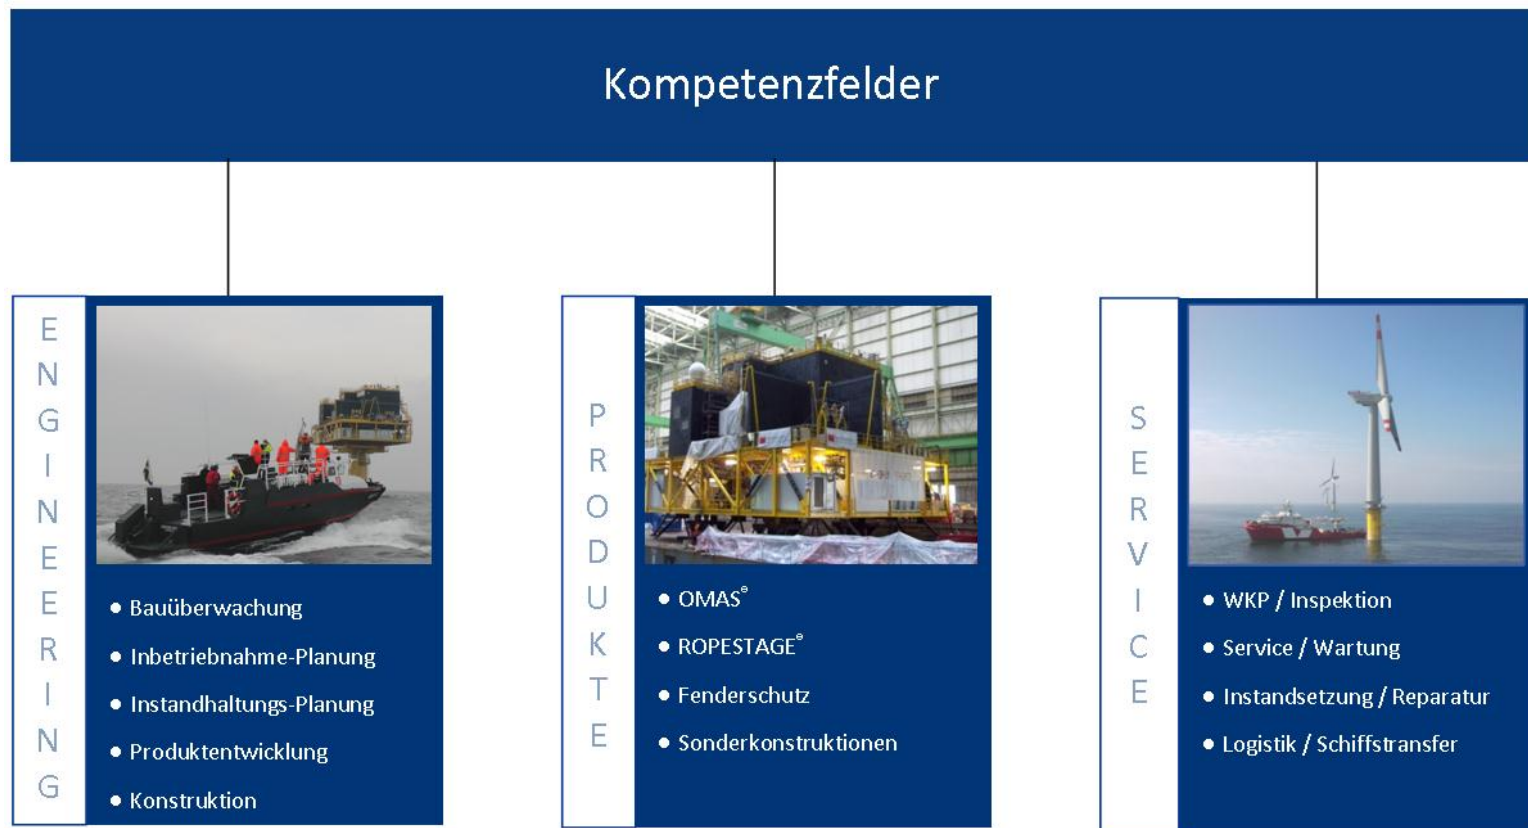 Kompetenzfelder
ENGINEERING
• Bauüberwachung
• Inbetriebnahme-Planung
• Instandhaltungs-Planung
• Produktentwicklung
• Konstruktion
PRODUKTE
• OMAS®
• ROPESTAGE®
• Fenderschutz
• Sonderkonstruktionen
SERVICE
• WKP / Inspektion
• Service / Wartung
• Instandsetzung / Reparatur
• Logistik / Schiffstransfer